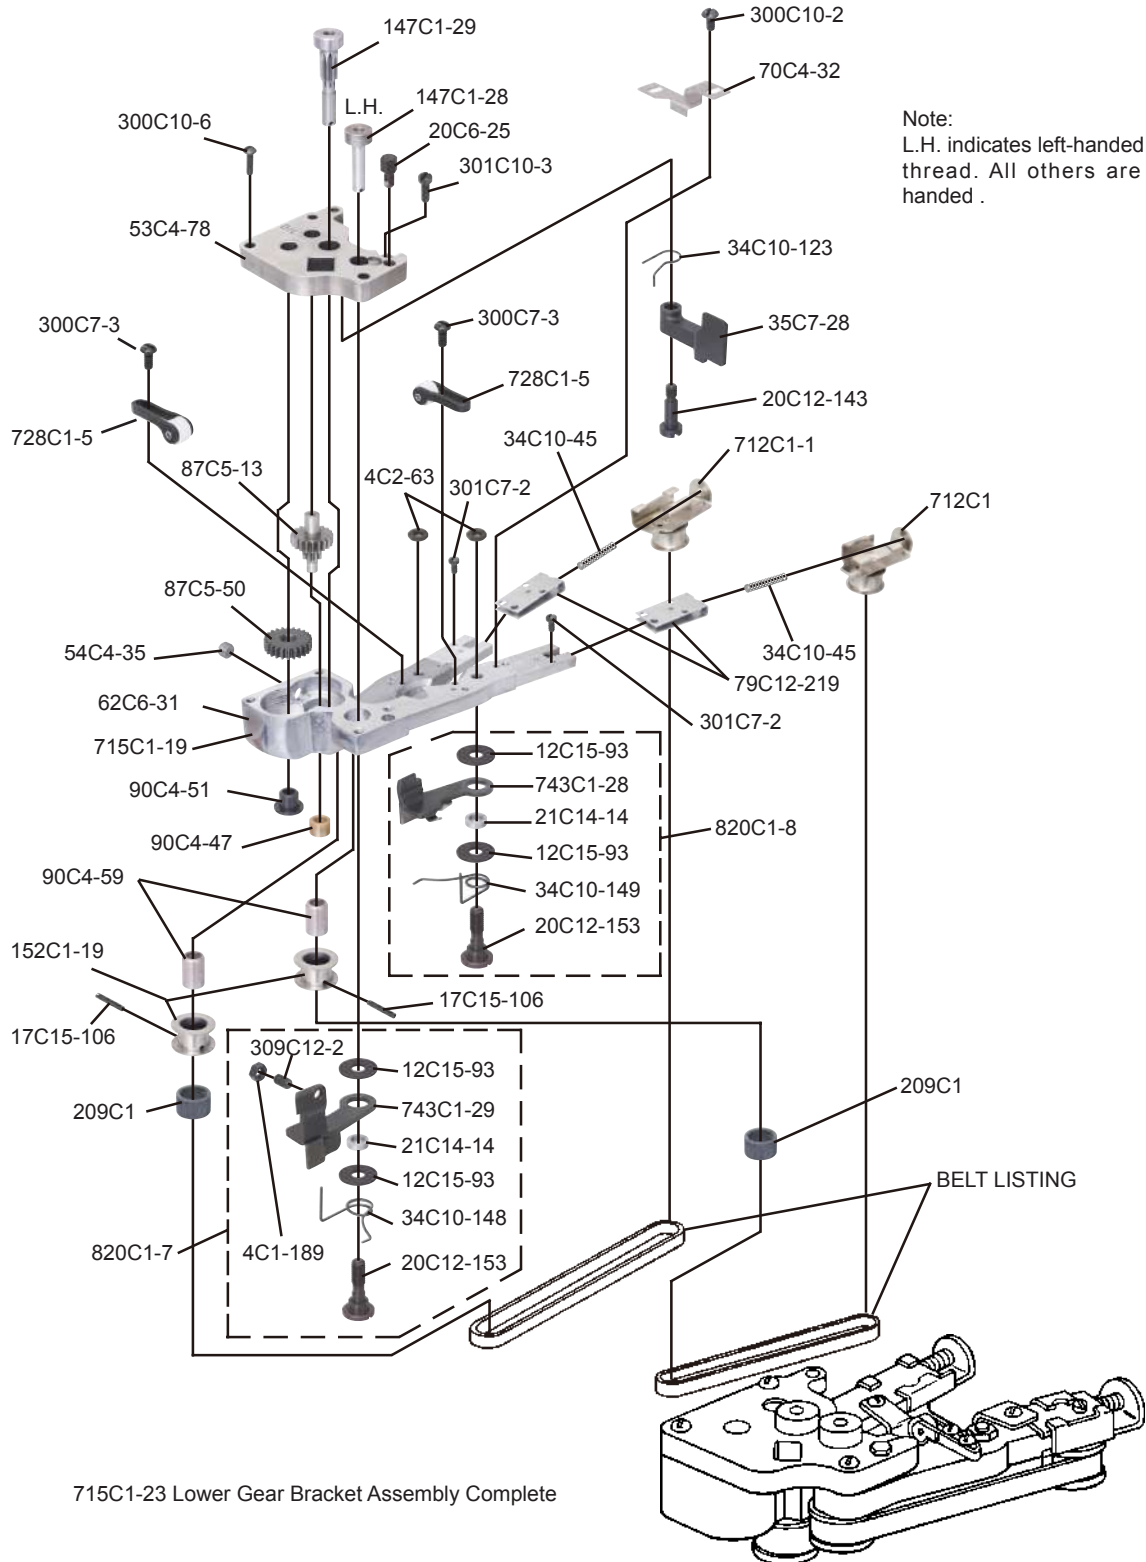 147C1-29
300C10-2
70C4-32
L.H.
147C1-28
20C6-25
301C10-3
300C10-6
Note:
L.H. indicates left-handed
thread. All others are
handed .
53C4-78
34C10-123
300C7-3
300C7-3
35C7-28
728C1-5
20C12-143
728C1-5
34C10-45
712C1-1
87C5-13
4C2-63
301C7-2
712C1
87C5-50
54C4-35
34C10-45
62C6-31
79C12-219
715C1-19
301C7-2
12C15-93
90C4-51
743C1-28
21C14-14
820C1-8
90C4-47
12C15-93
90C4-59
34C10-149
20C12-153
152C1-19
17C15-106
17C15-106
309C12-2
12C15-93
209C1
743C1-29
209C1
21C14-14
12C15-93
BELT LISTING
34C10-148
820C1-7
4C1-189
20C12-153
715C1-23 Lower Gear Bracket Assembly Complete